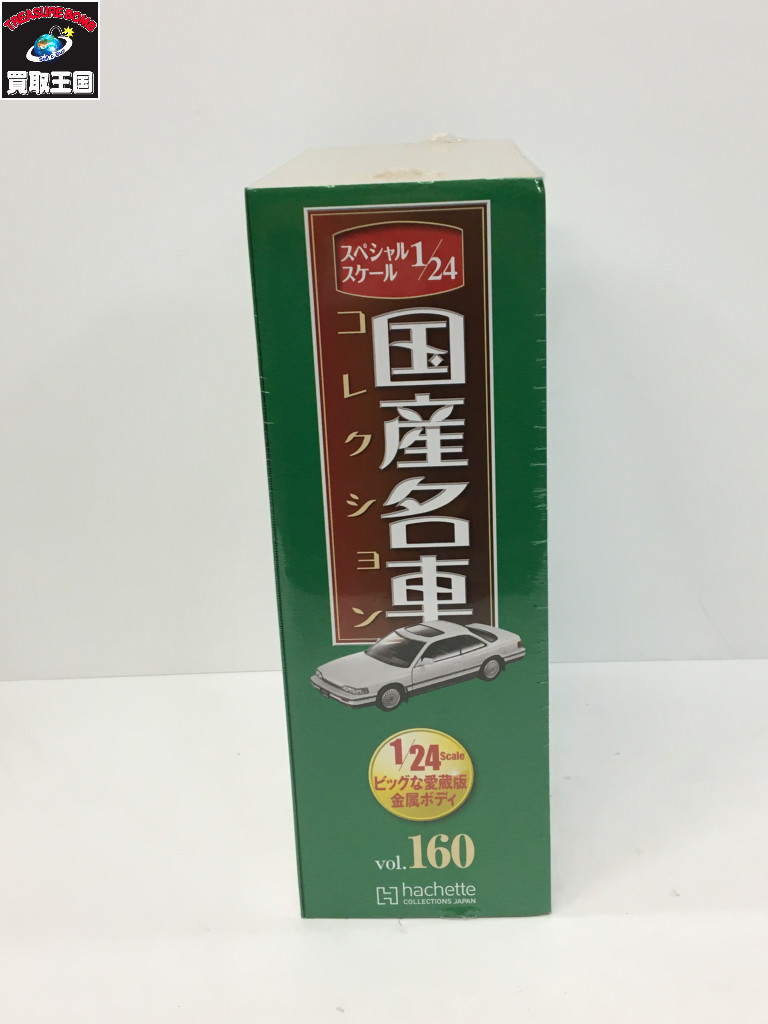 TREASURE BOMB
買取王国
スペシャル
スケール 1/24
国産名車
コレクション
1/24 Scale
ビッグな愛蔵版
金属ボディ
vol.160
hachette
COLLECTIONS JAPAN